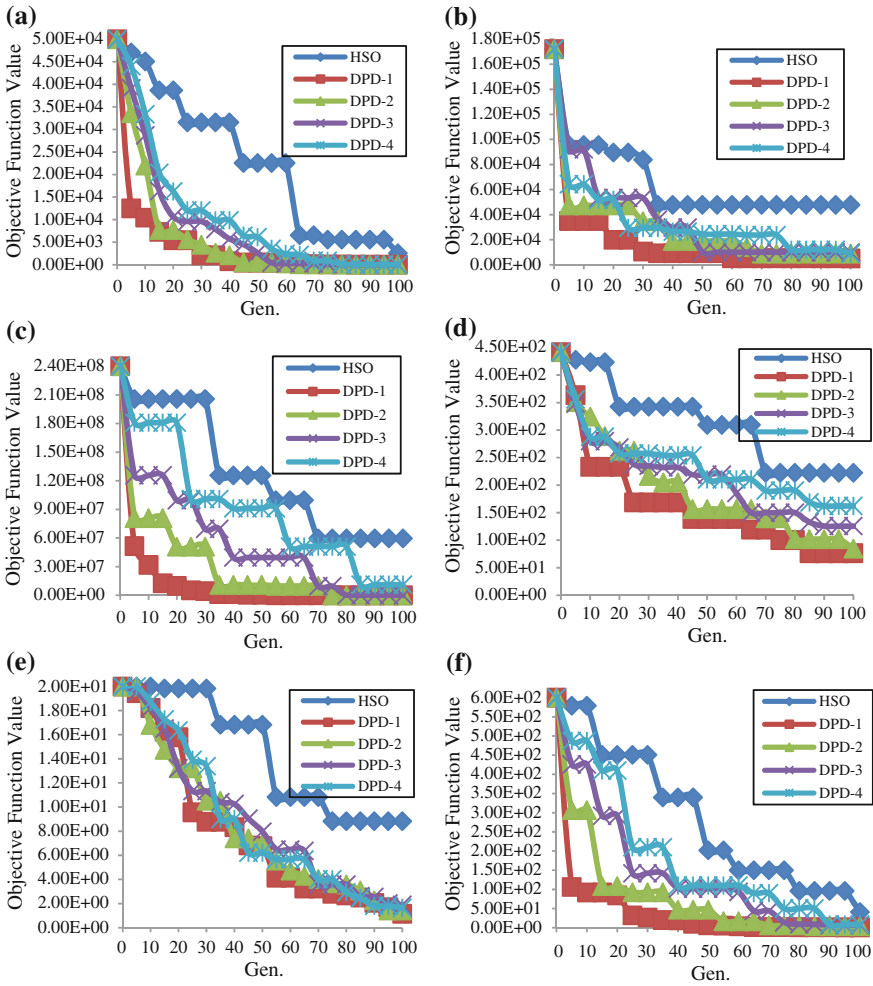 (a)
Objective Function Value
5.00E+04
4.50E+04
4.00E+04
3.50E+04
3.00E+04
2.50E+04
2.00E+04
1.50E+04
1.00E+04
5.00E+03
0.00E+00
0 10 20 30 40 50 60 70 80 90 100
Gen.
HSO
DPD-1
DPD-2
DPD-3
DPD-4
(b)
Objective Function Value
1.80E+05
1.60E+05
1.40E+05
1.20E+05
1.00E+05
8.00E+04
6.00E+04
4.00E+04
2.00E+04
0.00E+00
0 10 20 30 40 50 60 70 80 90 100
Gen.
HSO
DPD-1
DPD-2
DPD-3
DPD-4
(c)
Objective Function Value
2.40E+08
2.10E+08
1.80E+08
1.50E+08
1.20E+08
9.00E+07
6.00E+07
3.00E+07
0.00E+00
0 10 20 30 40 50 60 70 80 90 100
Gen.
HSO
DPD-1
DPD-2
DPD-3
DPD-4
(d)
Objective Function Value
4.50E+02
4.00E+02
3.50E+02
3.00E+02
2.50E+02
2.00E+02
1.50E+02
1.00E+02
5.00E+01
0.00E+00
0 10 20 30 40 50 60 70 80 90 100
Gen.
HSO
DPD-1
DPD-2
DPD-3
DPD-4
(e)
Objective Function Value
2.00E+01
1.80E+01
1.60E+01
1.40E+01
1.20E+01
1.00E+01
8.00E+00
6.00E+00
4.00E+00
2.00E+00
0.00E+00
0 10 20 30 40 50 60 70 80 90 100
Gen.
HSO
DPD-1
DPD-2
DPD-3
DPD-4
(f)
Objective Function Value
6.00E+02
5.50E+02
5.00E+02
4.50E+02
4.00E+02
3.50E+02
3.00E+02
2.50E+02
2.00E+02
1.50E+02
1.00E+02
5.00E+01
0.00E+00
0 10 20 30 40 50 60 70 80 90 100
Gen.
HSO
DPD-1
DPD-2
DPD-3
DPD-4